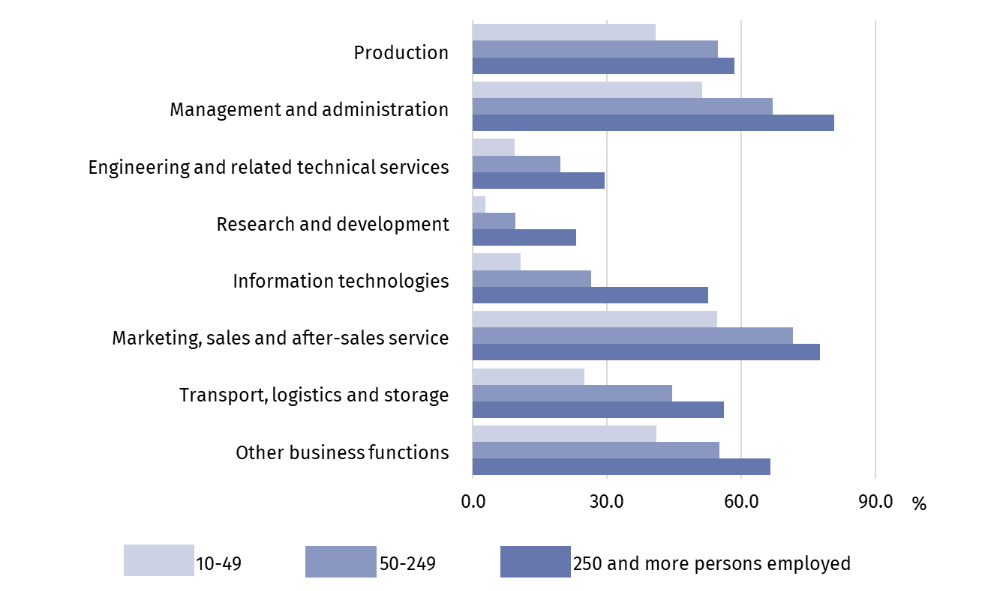 Production
Management and administration
Engineering and related technical services
Research and development
Information technologies
Marketing, sales and after-sales service
Transport, logistics and storage
Other business functions
0.0 30.0 60.0 90.0 %
10-49 50-249 250 and more persons employed